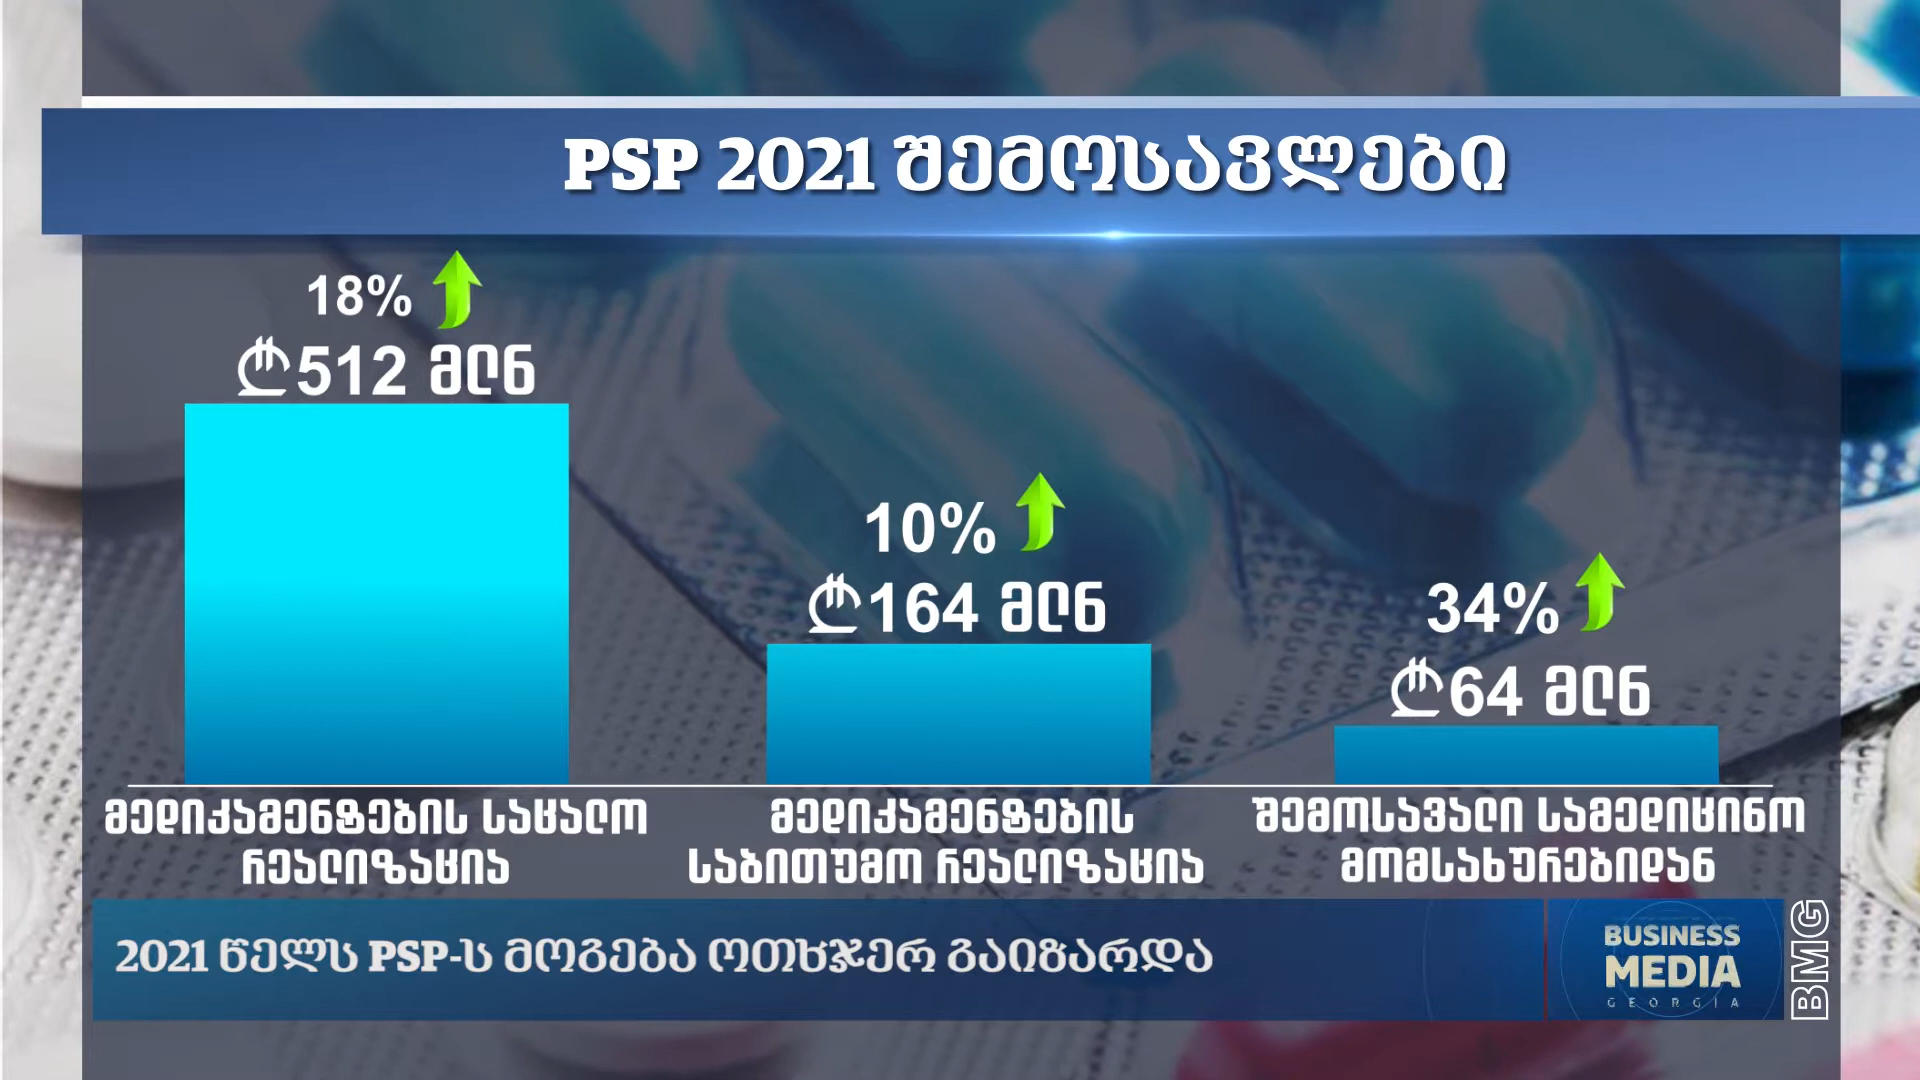 PSP 2021 შემოსავლები
18%
₾512 მლნ
10%
₾164 მლნ
34%
₾64 მლნ
მედიკამენტების საცალო
რეალიზაცია
მედიკამენტების
საბითუმო რეალიზაცია
შემოსავალი სამედიცინო
მომსახურებიდან
2021 წელს PSP-ს მოგება ოთხჯერ გაიზარდა
BUSINESS
MEDIA
GEORGIA
BMG